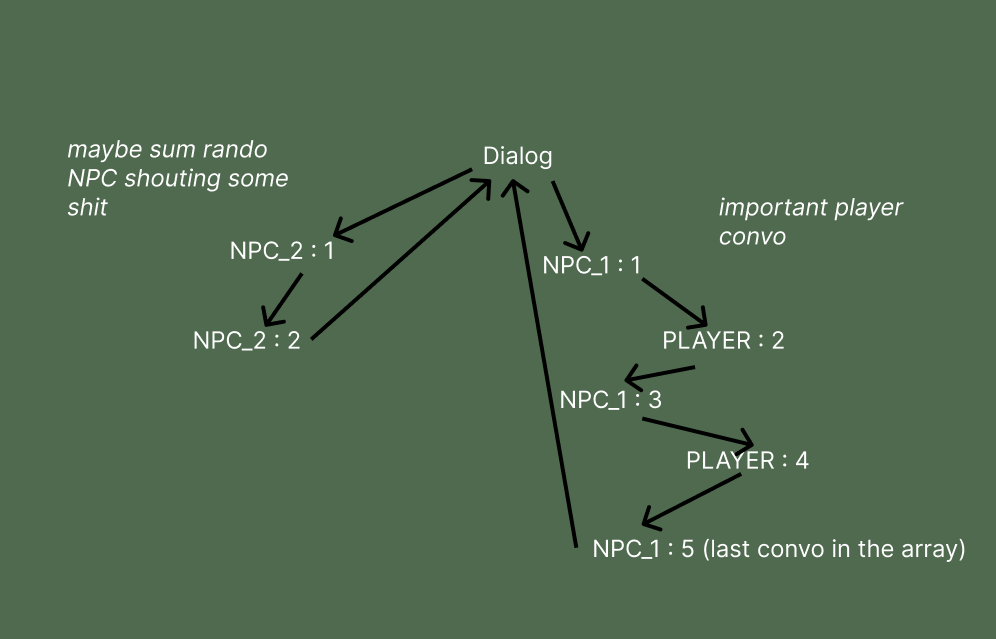 maybe sum rando
NPC shouting some
shit
Dialog
important player
convo
NPC_2 : 1
NPC_1 : 1
NPC_2 : 2
PLAYER : 2
NPC_1 : 3
PLAYER : 4
NPC_1 : 5 (last convo in the array)